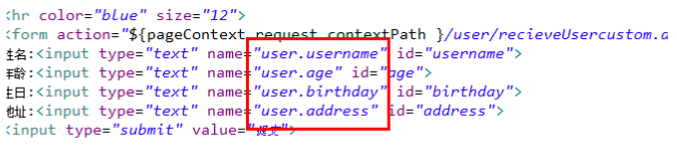 <hr color="blue" size="12">
<form action="${pageContext.request.contextPath }/user/recieveUsercustom.a
姓名:<input type="text" name="user.username" id="username">
年龄:<input type="text" name="user.age" id="age">
生日:<input type="text" name="user.birthday" id="birthday">
地址:<input type="text" name="user.address" id="address">
<input type="submit" value="提交">